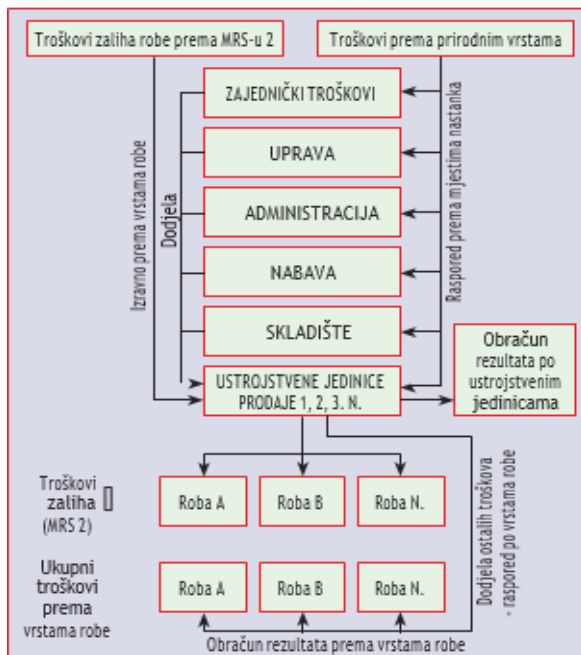 Troškovi zaliha robe prema MRS-u 2
Troškovi prema prirodnim vrstama
ZAJEDNIČKI TROŠKOVI
UPRAVA
ADMINISTRACIJA
NABAVA
SKLADIŠTE
USTROJSTVENE JEDINICE
PRODAJE 1, 2, 3. N.
Izravno prema vrstama robe
Dodjela
Raspored prema mjestima nastanka
Obračun
rezultata po
ustrojstvenim
jedinicama
Troškovi
zaliha
(MRS 2)
Roba A
Roba B
Roba N.
Ukupni
troškovi
prema
vrstama robe
Roba A
Roba B
Roba N.
Dodjela ostalih troškova
- raspored po vrstama robe
Obračun rezultata prema vrstama robe